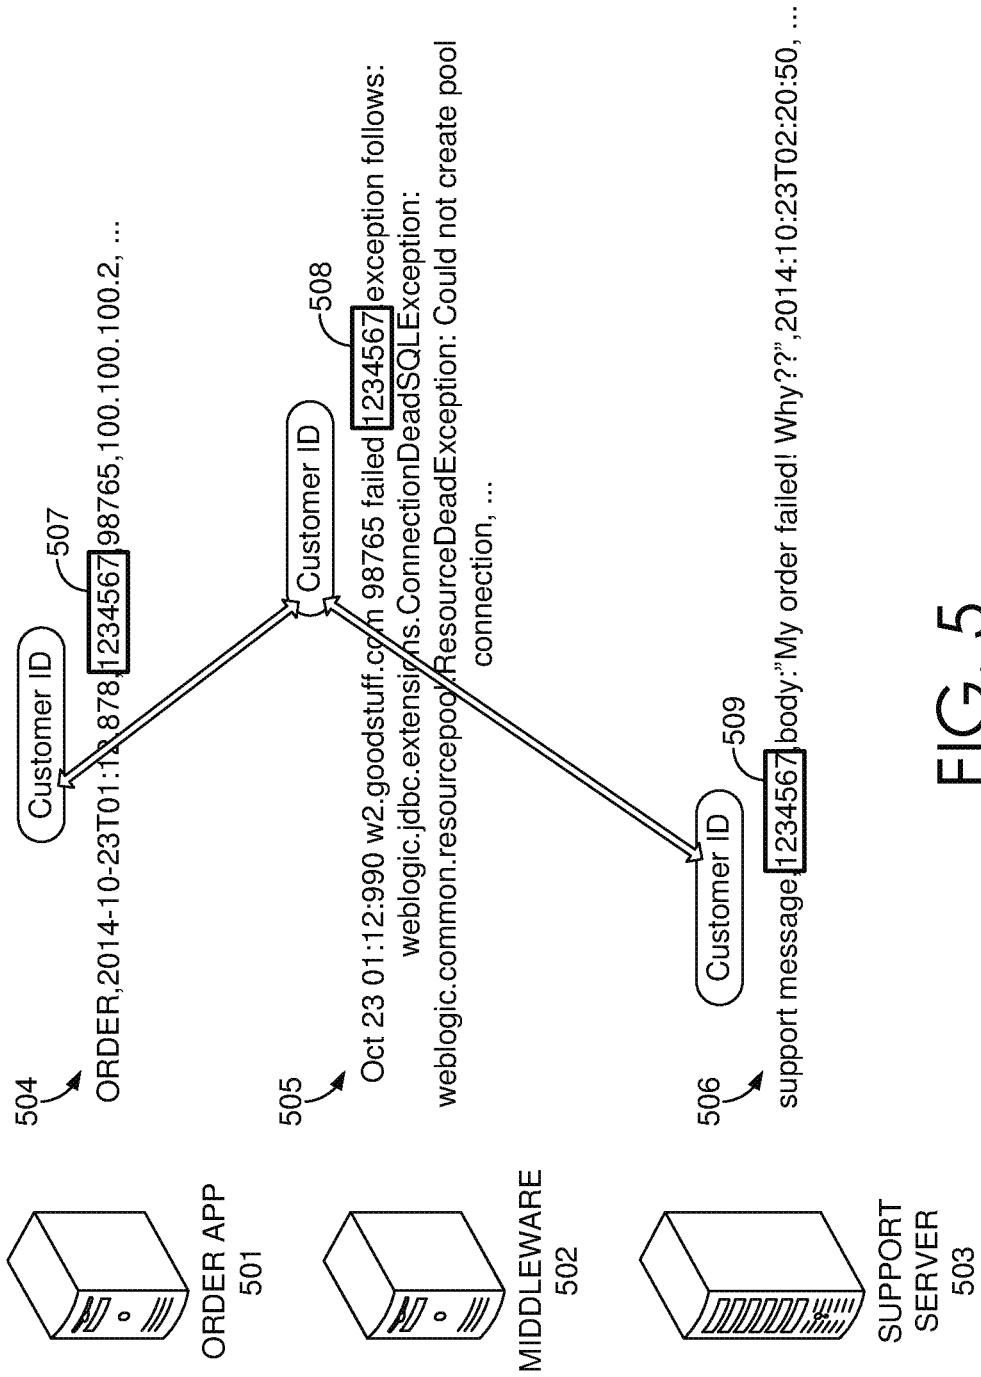 ORDER APP
501
504
Customer ID
507
ORDER,2014-10-23T01:12.878,1234567,98765,100.100.100.2, ...
MIDDLEWARE
502
505
Customer ID
508
Oct 23 01:12:990 w2.goodstuff.com 98765 failed 1234567 exception follows:
weblogic.jdbc.extensions.ConnectionDeadSQLException:
weblogic.common.resourcepool.ResourceDeadException: Could not create pool
connection, ...
SUPPORT
SERVER
503
506
Customer ID
509
support message,1234567,body:"My order failed! Why??",2014:10:23T02:20:50, ...
FIG. 5